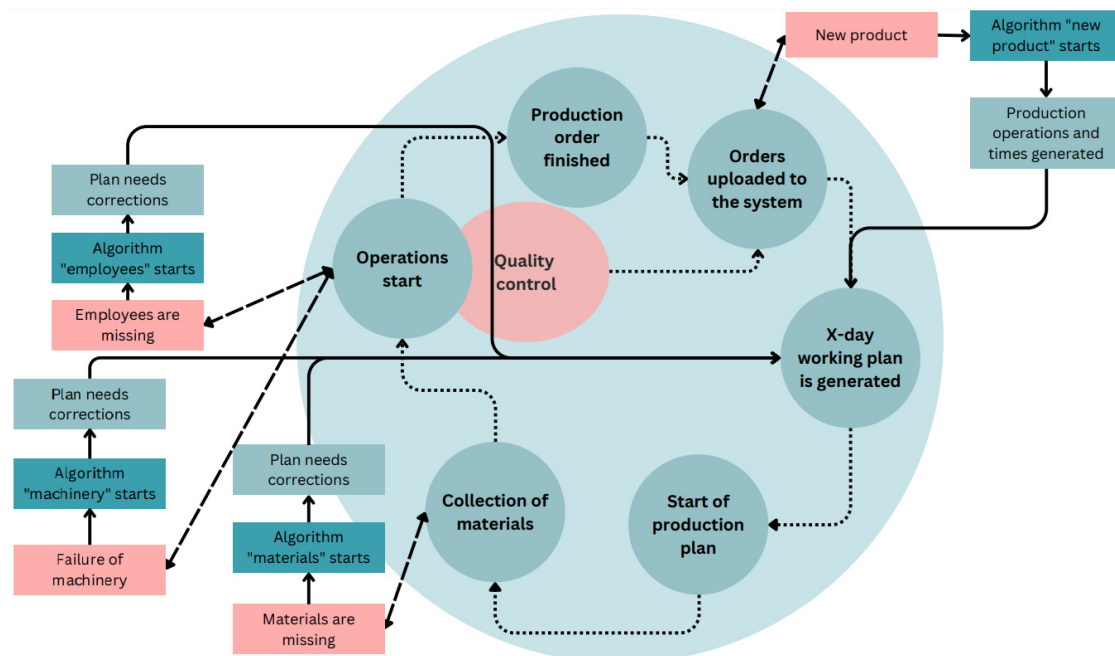 New product
Algorithm "new
product" starts
Production
operations and
times generated
Production
order
finished
Orders
uploaded to
the system
Plan needs
corrections
Algorithm
"employees" starts
Employees are
missing
Operations
start
Quality
control
X-day
working plan
is generated
Plan needs
corrections
Algorithm
"machinery" starts
Failure of
machinery
Plan needs
corrections
Algorithm
"materials" starts
Materials are
missing
Collection of
materials
Start of
production
plan